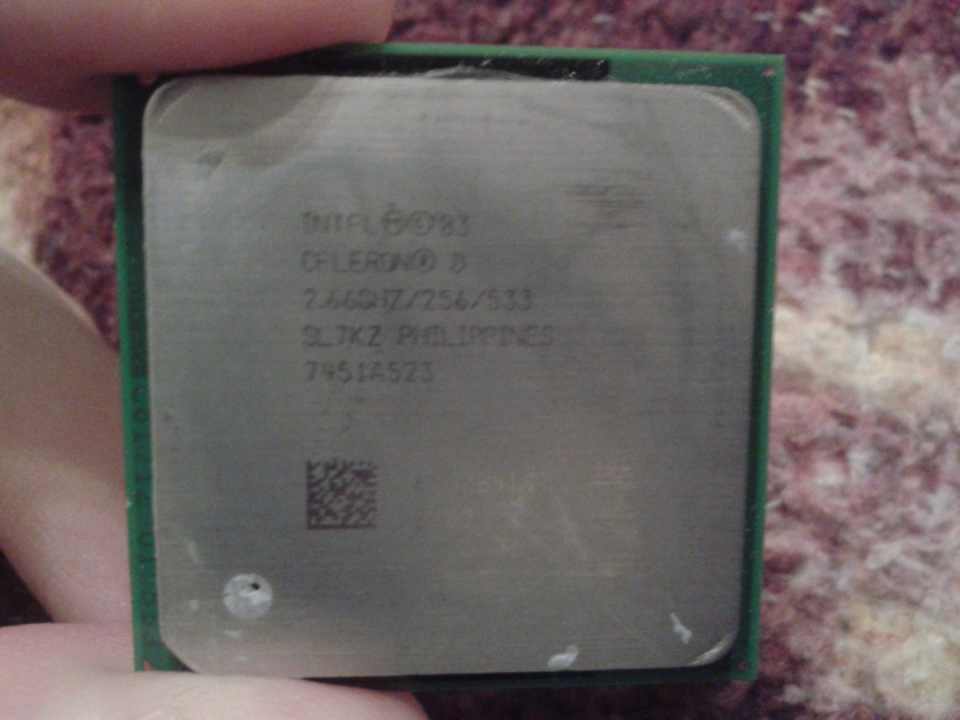 INTEL®©'03
CELERON® D
2.66GHZ/256/533
SL7KZ PHILIPPINES
7451A523